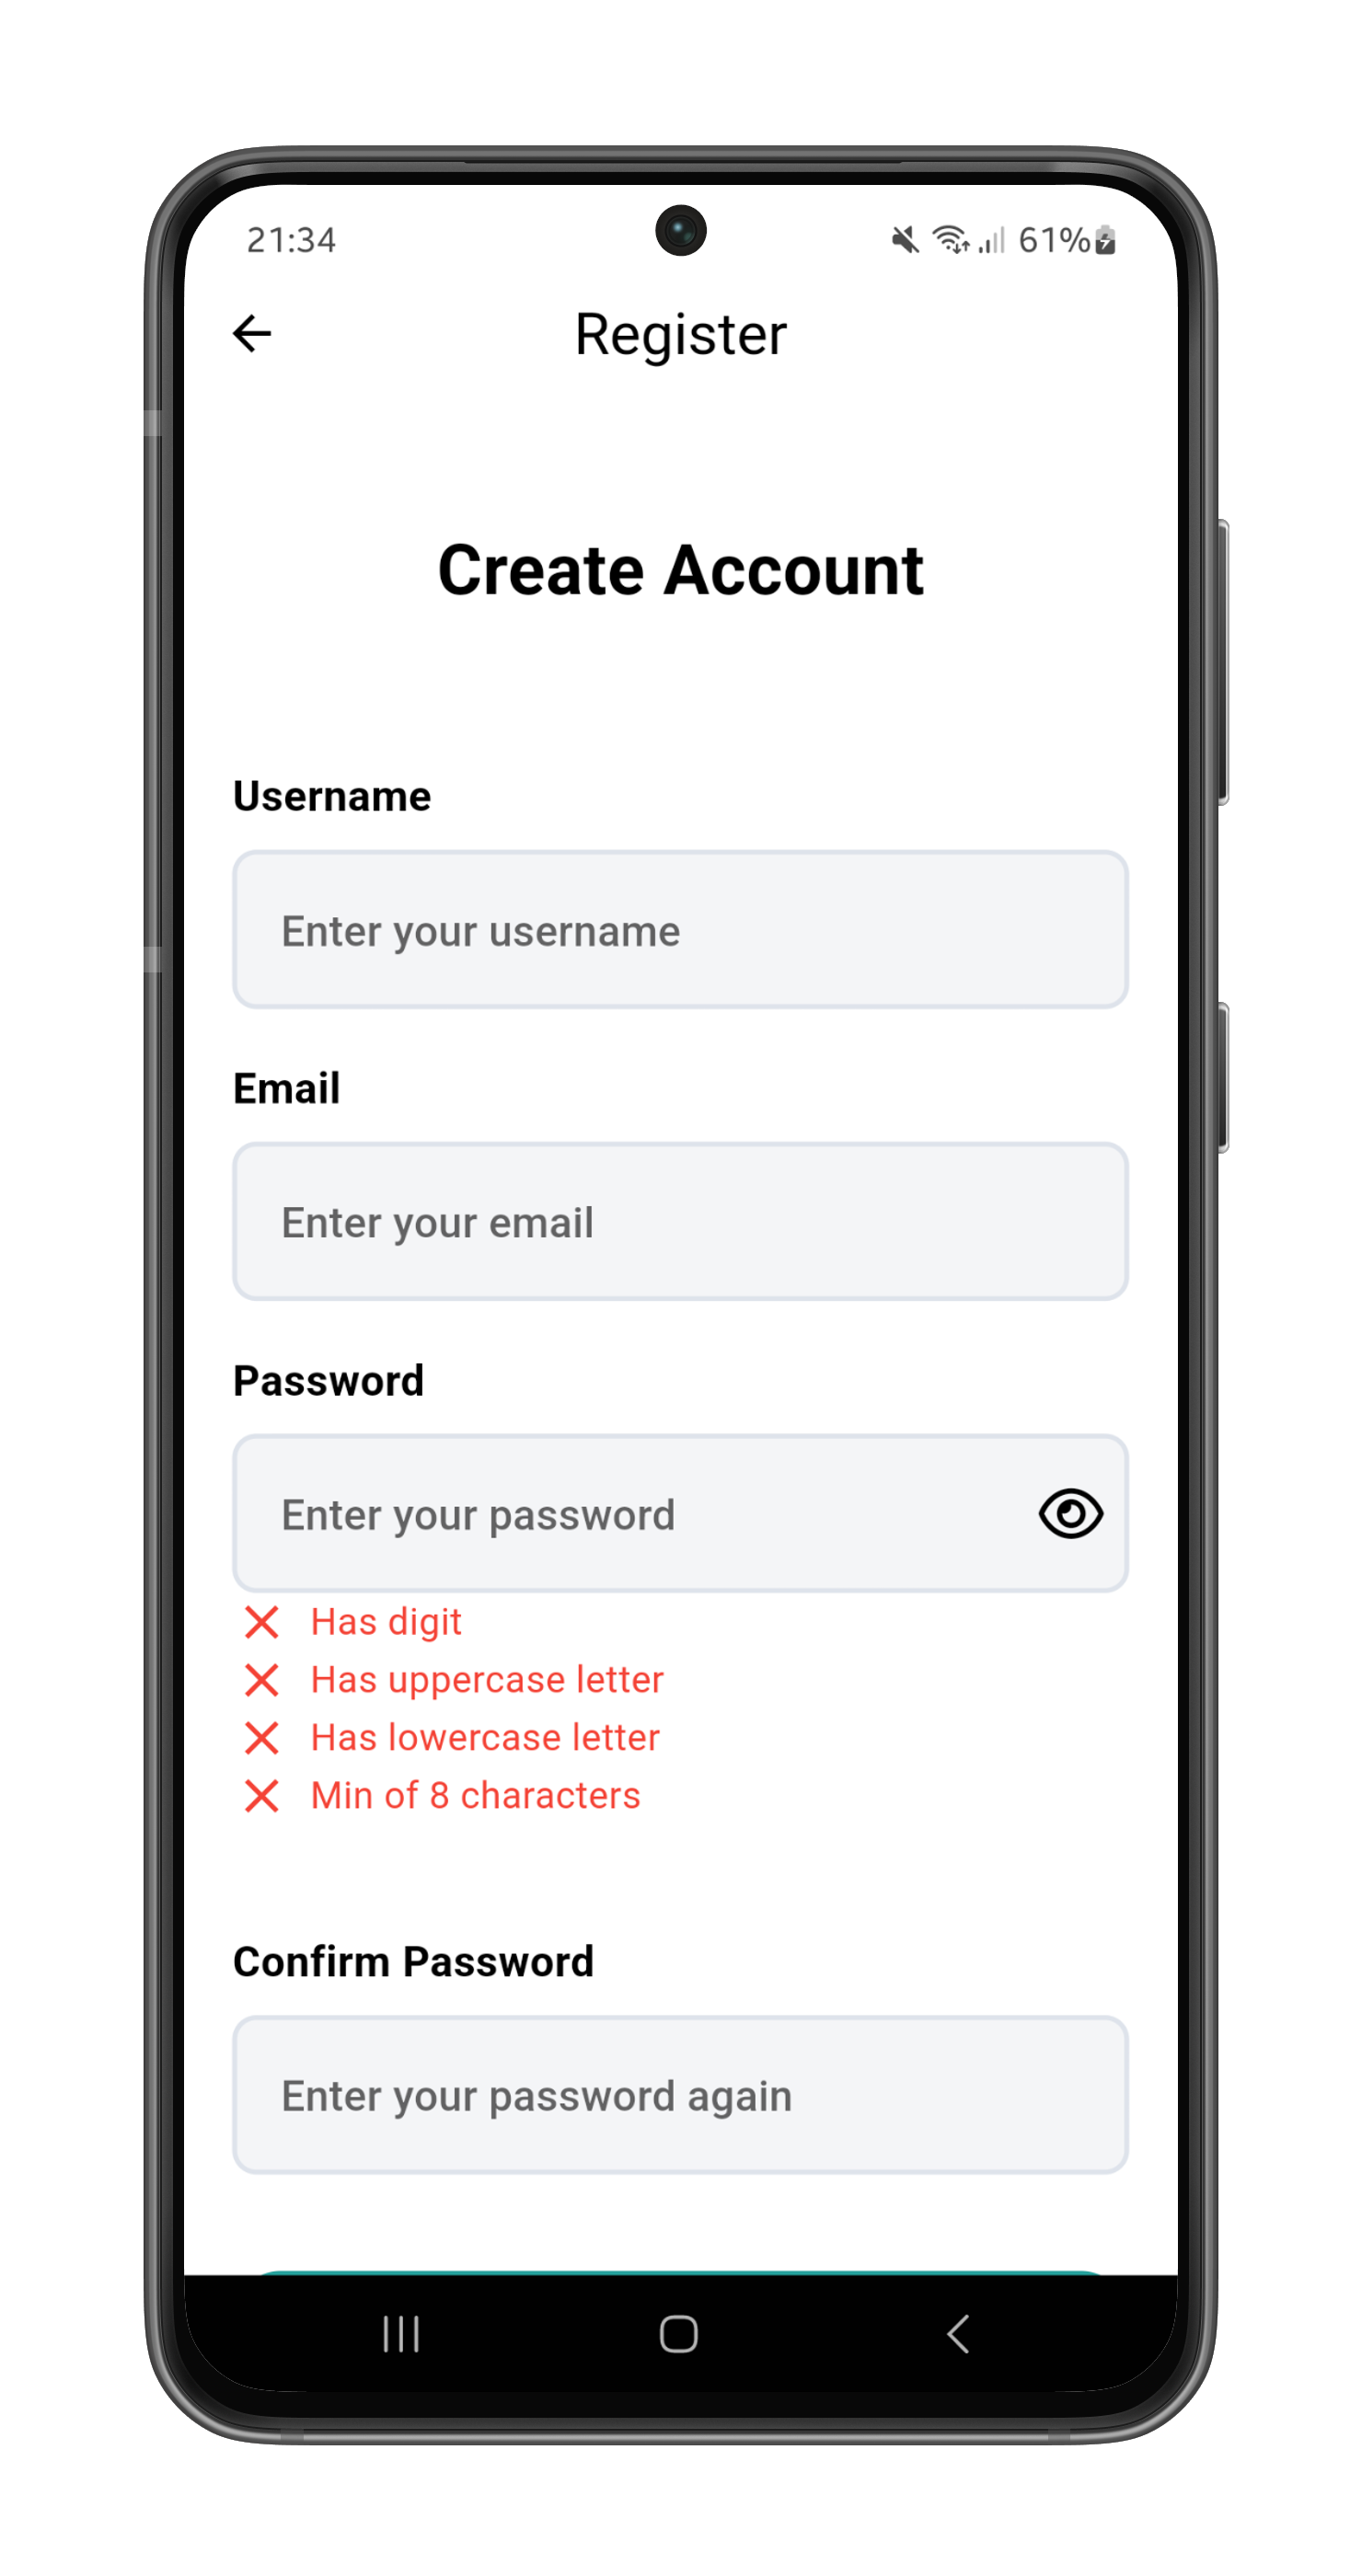 21:34 61%
Register
Create Account
Username
Enter your username
Email
Enter your email
Password
Enter your password
Has digit
Has uppercase letter
Has lowercase letter
Min of 8 characters
Confirm Password
Enter your password again